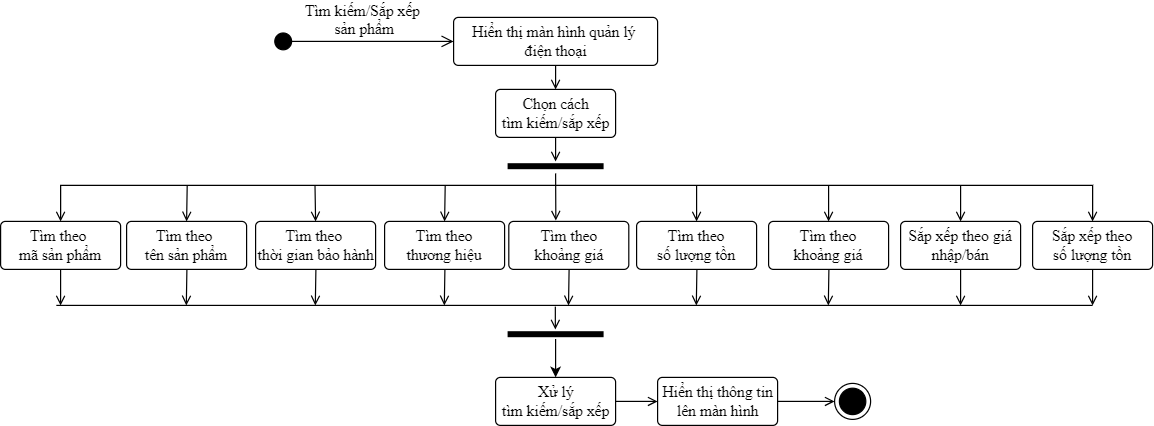 Tìm kiếm/Sắp xếp
sản phẩm
Hiển thị màn hình quản lý
điện thoại
Chọn cách
tìm kiếm/sắp xếp
Tìm theo
mã sản phẩm
Tìm theo
tên sản phẩm
Tìm theo
thời gian bảo hành
Tìm theo
thương hiệu
Tìm theo
khoảng giá
Tìm theo
số lượng tồn
Tìm theo
khoảng giá
Sắp xếp theo giá
nhập/bán
Sắp xếp theo
số lượng tồn
Xử lý
tìm kiếm/sắp xếp
Hiển thị thông tin
lên màn hình